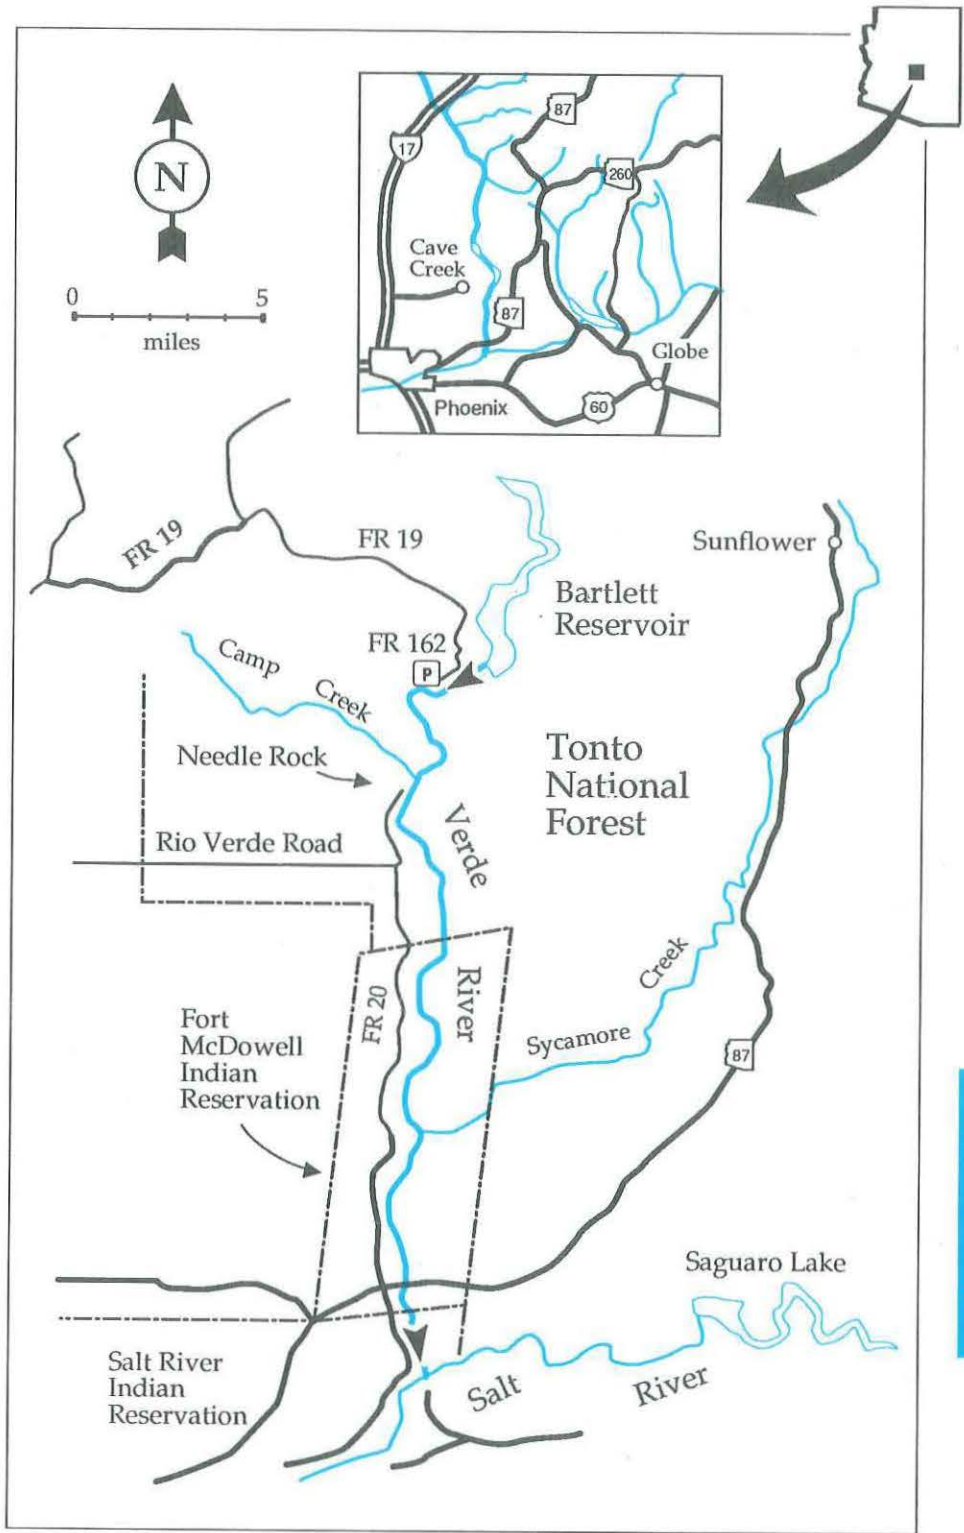 N
0 5
miles
17
87
260
Cave
Creek
87
Globe
60
Phoenix
FR 19
FR 19
Sunflower
Bartlett
Reservoir
FR 162
P
Camp
Creek
Needle Rock
Tonto
National
Forest
Verde
Rio Verde Road
River
Creek
Sycamore
FR 20
Fort
McDowell
Indian
Reservation
87
Saguaro Lake
Salt River
Indian
Reservation
Salt River